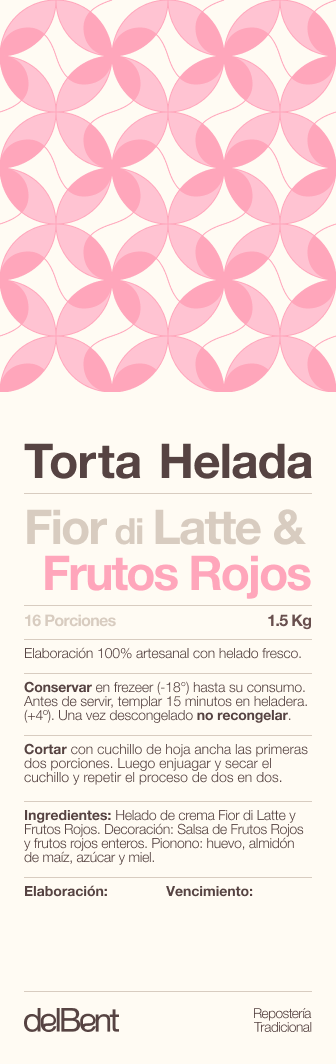 Torta Helada
Fior di Latte &
Frutos Rojos
16 Porciones 1.5 Kg
Elaboración 100% artesanal con helado fresco.
Conservar en frezeer (-18°) hasta su consumo.
Antes de servir, templar 15 minutos en heladera.
(+4º). Una vez descongelado no recongelar.
Cortar con cuchillo de hoja ancha las primeras
dos porciones. Luego enjuagar y secar el
cuchillo y repetir el proceso de dos en dos.
Ingredientes: Helado de crema Fior di Latte y
Frutos Rojos. Decoración: Salsa de Frutos Rojos
y frutos rojos enteros. Pionono: huevo, almidón
de maíz, azúcar y miel.
Elaboración: Vencimiento:
delBent
Repostería
Tradicional